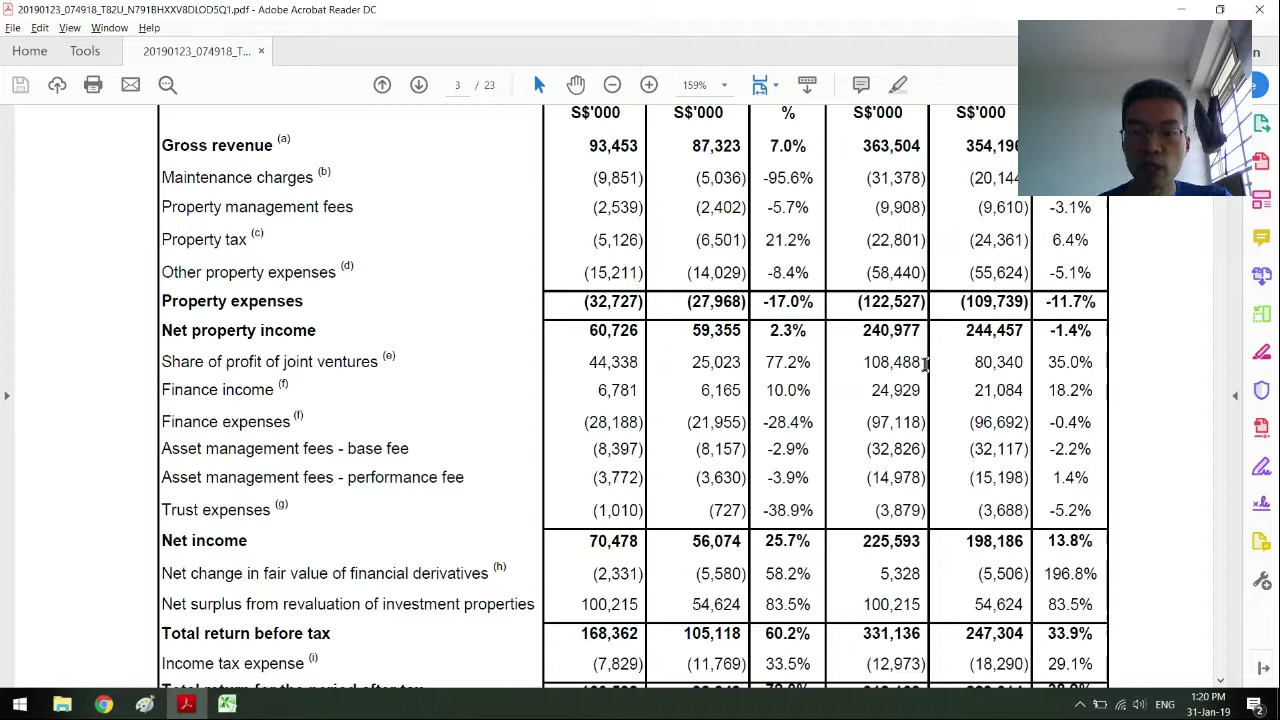 20190123_074918_T82U_N791BHXXV8DLOD5Q1.pdf - Adobe Acrobat Reader DC
File Edit View Window Help
Home Tools 20190123_074918_T... ×
3 / 23 159%
S$'000 S$'000 % S$'000 S$'000
Gross revenue (a) 93,453 87,323 7.0% 363,504 354,196
Maintenance charges (b) (9,851) (5,036) -95.6% (31,378) (20,144
Property management fees (2,539) (2,402) -5.7% (9,908) (9,610) -3.1%
Property tax (c) (5,126) (6,501) 21.2% (22,801) (24,361) 6.4%
Other property expenses (d) (15,211) (14,029) -8.4% (58,440) (55,624) -5.1%
Property expenses (32,727) (27,968) -17.0% (122,527) (109,739) -11.7%
Net property income 60,726 59,355 2.3% 240,977 244,457 -1.4%
Share of profit of joint ventures (e) 44,338 25,023 77.2% 108,488 80,340 35.0%
Finance income (f) 6,781 6,165 10.0% 24,929 21,084 18.2%
Finance expenses (f) (28,188) (21,955) -28.4% (97,118) (96,692) -0.4%
Asset management fees - base fee (8,397) (8,157) -2.9% (32,826) (32,117) -2.2%
Asset management fees - performance fee (3,772) (3,630) -3.9% (14,978) (15,198) 1.4%
Trust expenses (g) (1,010) (727) -38.9% (3,879) (3,688) -5.2%
Net income 70,478 56,074 25.7% 225,593 198,186 13.8%
Net change in fair value of financial derivatives (h) (2,331) (5,580) 58.2% 5,328 (5,506) 196.8%
Net surplus from revaluation of investment properties 100,215 54,624 83.5% 100,215 54,624 83.5%
Total return before tax 168,362 105,118 60.2% 331,136 247,304 33.9%
Income tax expense (i) (7,829) (11,769) 33.5% (12,973) (18,290) 29.1%
Total return for the period after tax
ENG 1:20 PM
31-Jan-19